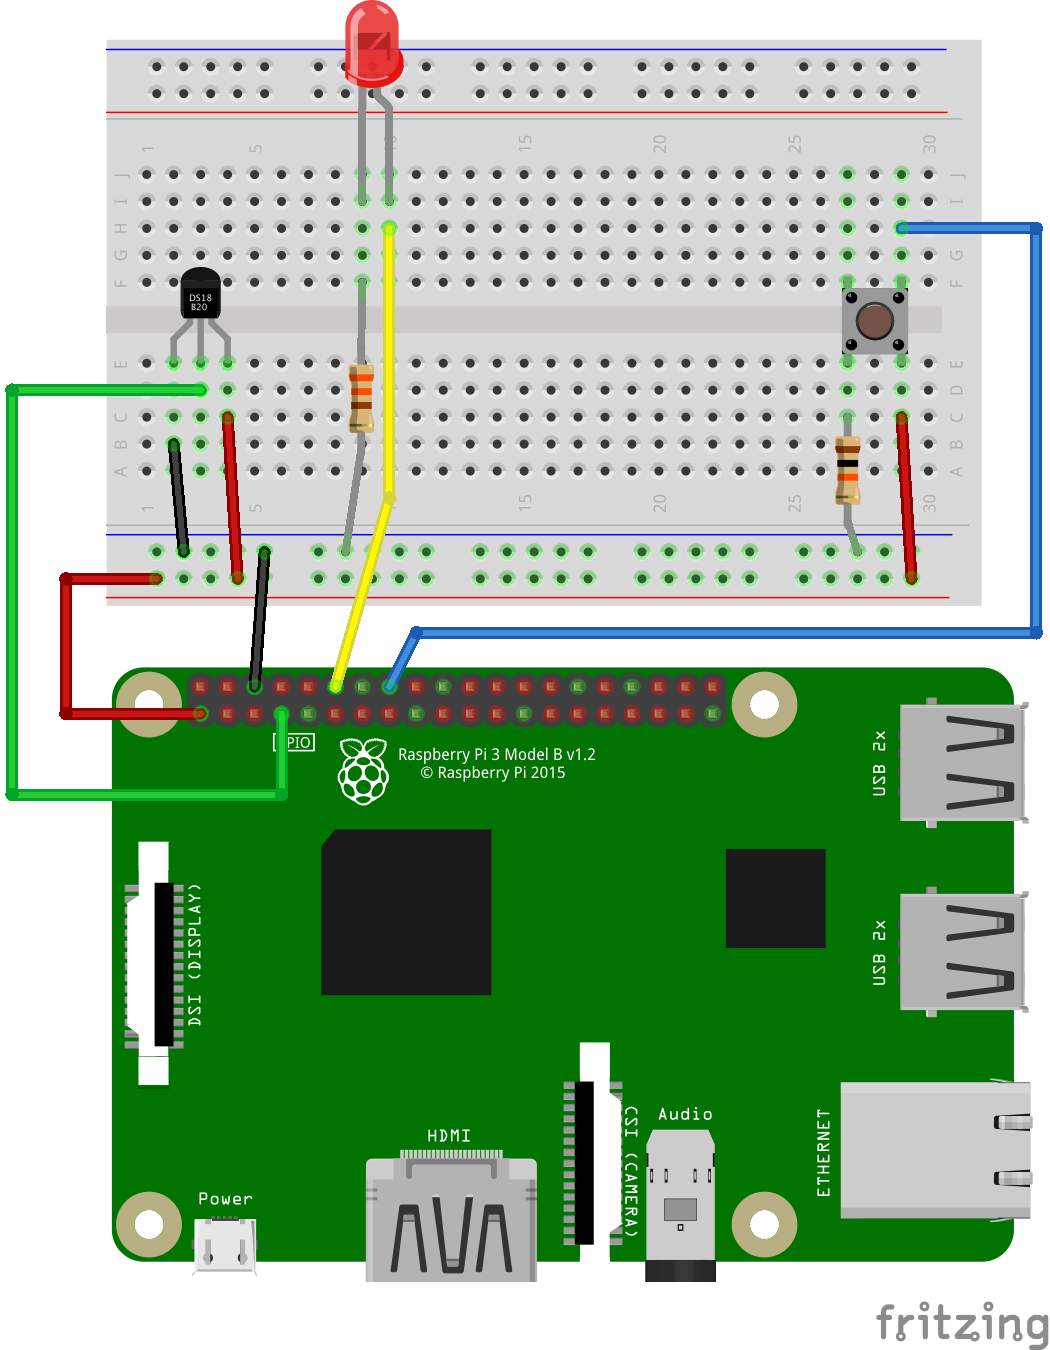 1 5 10 15 20 25 30
J J
I I
H H
G G
F F
DS18
B20
E E
D D
C C
B B
A A
1 5 15 20 25 30
GPIO
Raspberry Pi 3 Model B v1.2
© Raspberry Pi 2015
USB 2x
DSI (DISPLAY)
USB 2x
CSI (CAMERA)
Audio
ETHERNET
HDMI
Power
fritzing